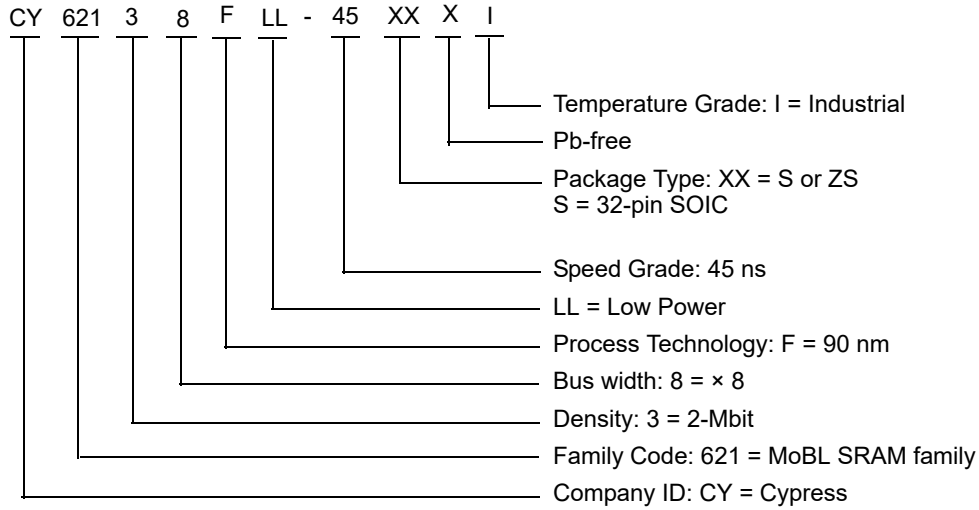 CY 621 3 8 F LL - 45 XX X I
Temperature Grade: I = Industrial
Pb-free
Package Type: XX = S or ZS
S = 32-pin SOIC
Speed Grade: 45 ns
LL = Low Power
Process Technology: F = 90 nm
Bus width: 8 = × 8
Density: 3 = 2-Mbit
Family Code: 621 = MoBL SRAM family
Company ID: CY = Cypress